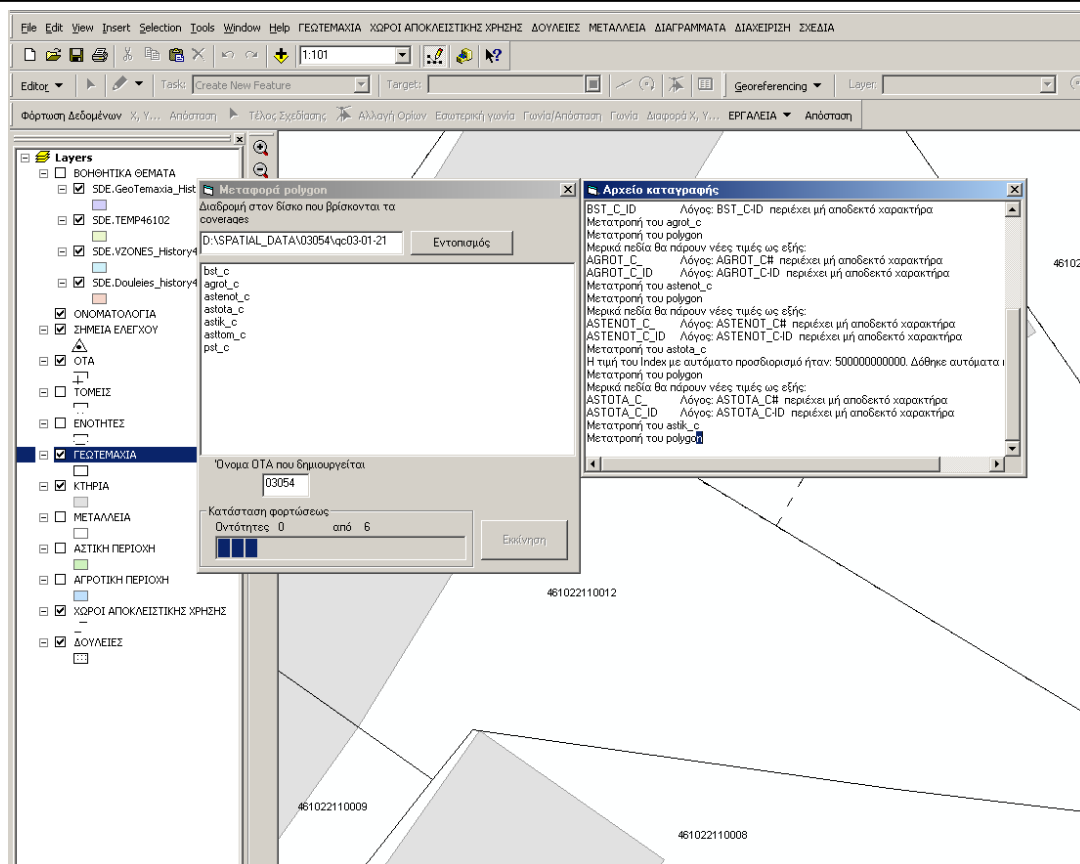 File Edit View Insert Selection Tools Window Help ΓΕΩΤΕΜΑΧΙΑ ΧΩΡΟΙ ΑΠΟΚΛΕΙΣΤΙΚΗΣ ΧΡΗΣΗΣ ΔΟΥΛΕΙΕΣ ΜΕΤΑΛΛΕΙΑ ΔΙΑΓΡΑΜΜΑΤΑ ΔΙΑΧΕΙΡΙΣΗ ΣΧΕΔΙΑ
1:101
Editor Task: Create New Feature Target: Georeferencing Layer:
Φόρτωση Δεδομένων X, Y... Απόσταση Τέλος Σχεδίασης Αλλαγή Ορίων Εσωτερική γωνία Γωνία/Απόσταση Γωνία Διαφορά X, Y... ΕΡΓΑΛΕΙΑ Απόσταση
Layers
ΒΟΗΘΗΤΙΚΑ ΘΕΜΑΤΑ
SDE.GeoTemaxia_Hist
SDE.TEMP46102
SDE.VZONES_History4
SDE.Douleies_history4
ΟΝΟΜΑΤΟΛΟΓΙΑ
ΣΗΜΕΙΑ ΕΛΕΓΧΟΥ
ΟΤΑ
ΤΟΜΕΙΣ
ΕΝΟΤΗΤΕΣ
ΓΕΩΤΕΜΑΧΙΑ
ΚΤΗΡΙΑ
ΜΕΤΑΛΛΕΙΑ
ΑΣΤΙΚΗ ΠΕΡΙΟΧΗ
ΑΓΡΟΤΙΚΗ ΠΕΡΙΟΧΗ
ΧΩΡΟΙ ΑΠΟΚΛΕΙΣΤΙΚΗΣ ΧΡΗΣΗΣ
ΔΟΥΛΕΙΕΣ
Μεταφορά polygon
Διαδρομή στον δίσκο που βρίσκονται τα
coverages
D:\SPATIAL_DATA\03054\qc03-01-21 Εντοπισμός
bst_c
agrot_c
astenot_c
astota_c
astik_c
asttom_c
pst_c
Όνομα ΟΤΑ που δημιουργείται
03054
Κατάσταση φορτώσεως
Οντότητες 0 από 6
Εκκίνηση
Αρχείο καταγραφής
BST_C_ID Λόγος: BST_C-ID περιέχει μή αποδεκτό χαρακτήρα
Μετατροπή του agrot_c
Μετατροπή του polygon
Μερικά πεδία θα πάρουν νέες τιμές ως εξής:
AGROT_C_ Λόγος: AGROT_C# περιέχει μή αποδεκτό χαρακτήρα
AGROT_C_ID Λόγος: AGROT_C-ID περιέχει μή αποδεκτό χαρακτήρα
Μετατροπή του astenot_c
Μετατροπή του polygon
Μερικά πεδία θα πάρουν νέες τιμές ως εξής:
ASTENOT_C_ Λόγος: ASTENOT_C# περιέχει μή αποδεκτό χαρακτήρα
ASTENOT_C_ID Λόγος: ASTENOT_C-ID περιέχει μή αποδεκτό χαρακτήρα
Μετατροπή του astota_c
Η τιμή του Index με αυτόματο προσδιορισμό ήταν: 500000000000. Δόθηκε αυτόματα
Μετατροπή του polygon
Μερικά πεδία θα πάρουν νέες τιμές ως εξής:
ASTOTA_C_ Λόγος: ASTOTA_C# περιέχει μή αποδεκτό χαρακτήρα
ASTOTA_C_ID Λόγος: ASTOTA_C-ID περιέχει μή αποδεκτό χαρακτήρα
Μετατροπή του astik_c
Μετατροπή του polygon
46102
461022110012
461022110009
461022110008